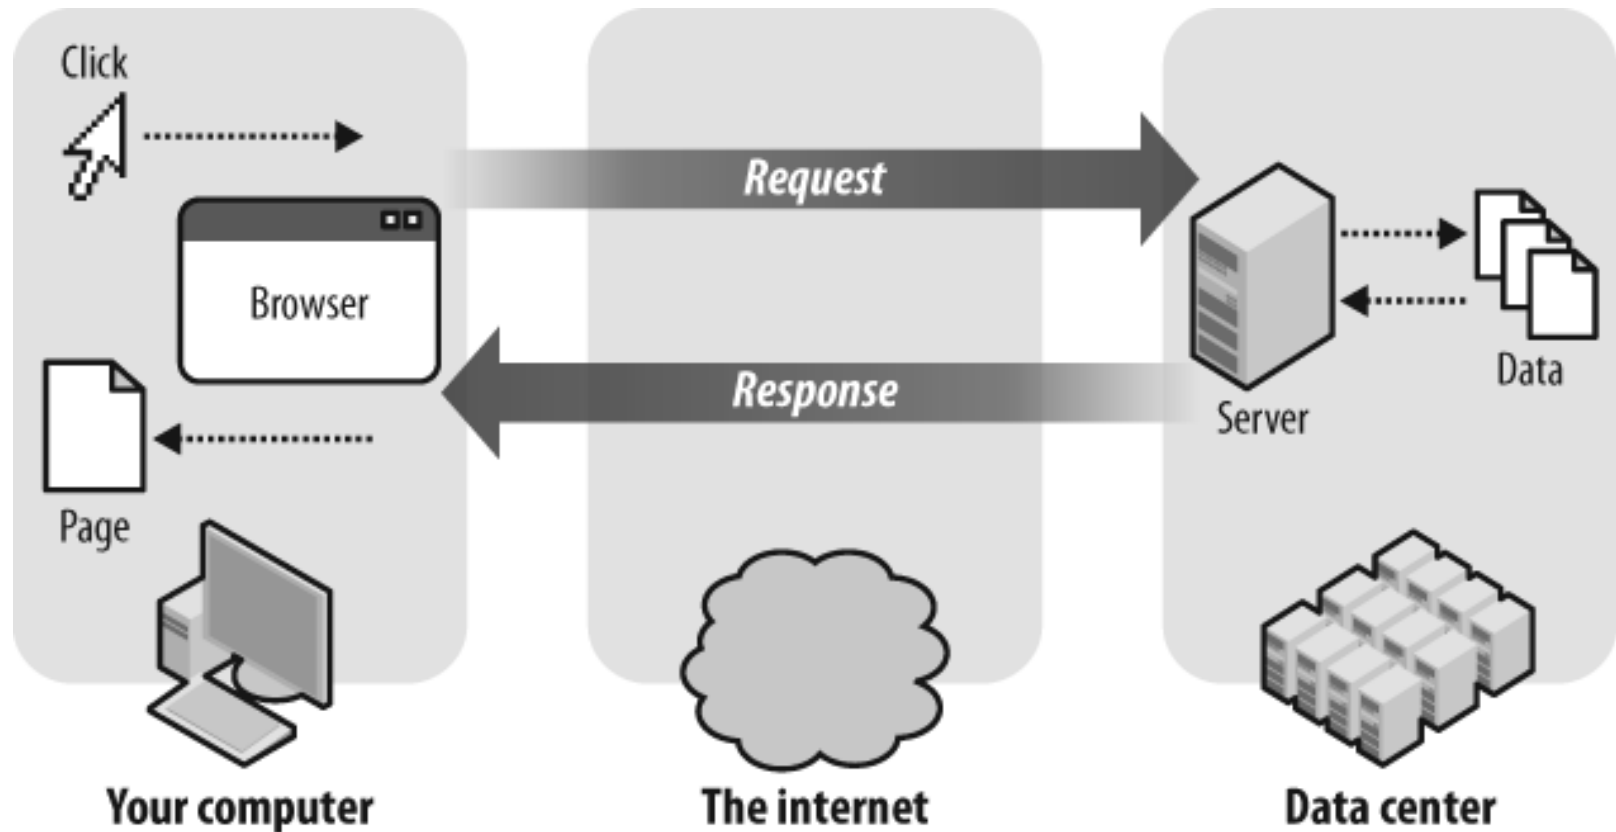 Click
Request
Browser
Response
Data
Server
Page
Your computer
The internet
Data center